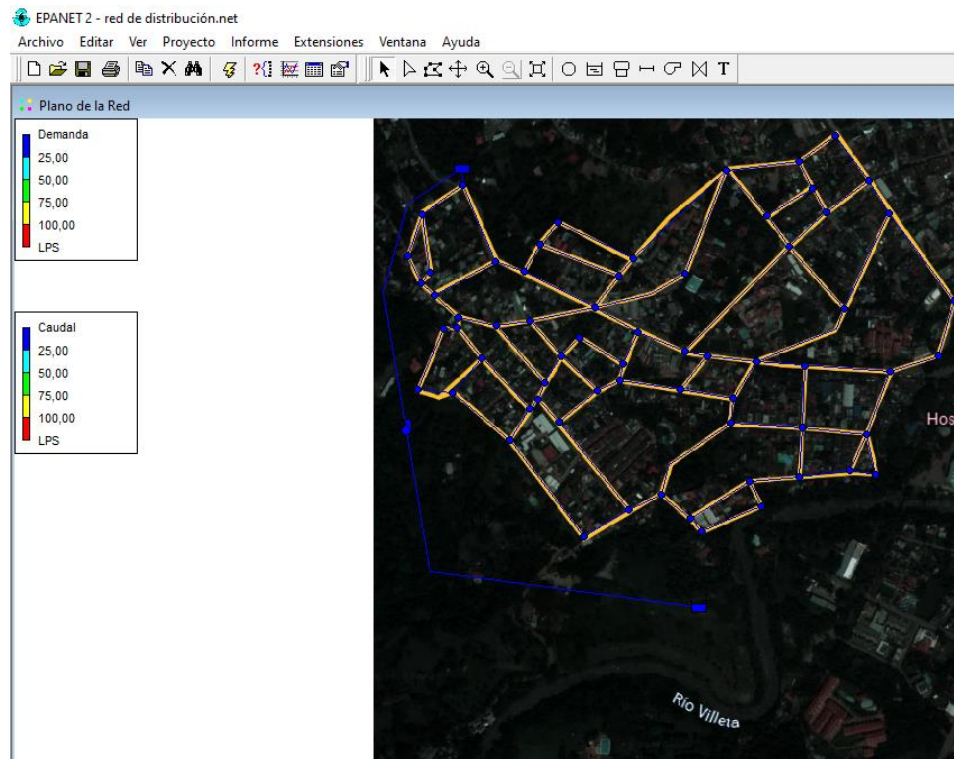 EPANET 2 - red de distribución.net
Archivo Editar Ver Proyecto Informe Extensiones Ventana Ayuda
T
Plano de la Red
Demanda
25,00
50,00
75,00
100,00
LPS
Caudal
25,00
50,00
75,00
100,00
LPS
Hos
Río Villeta